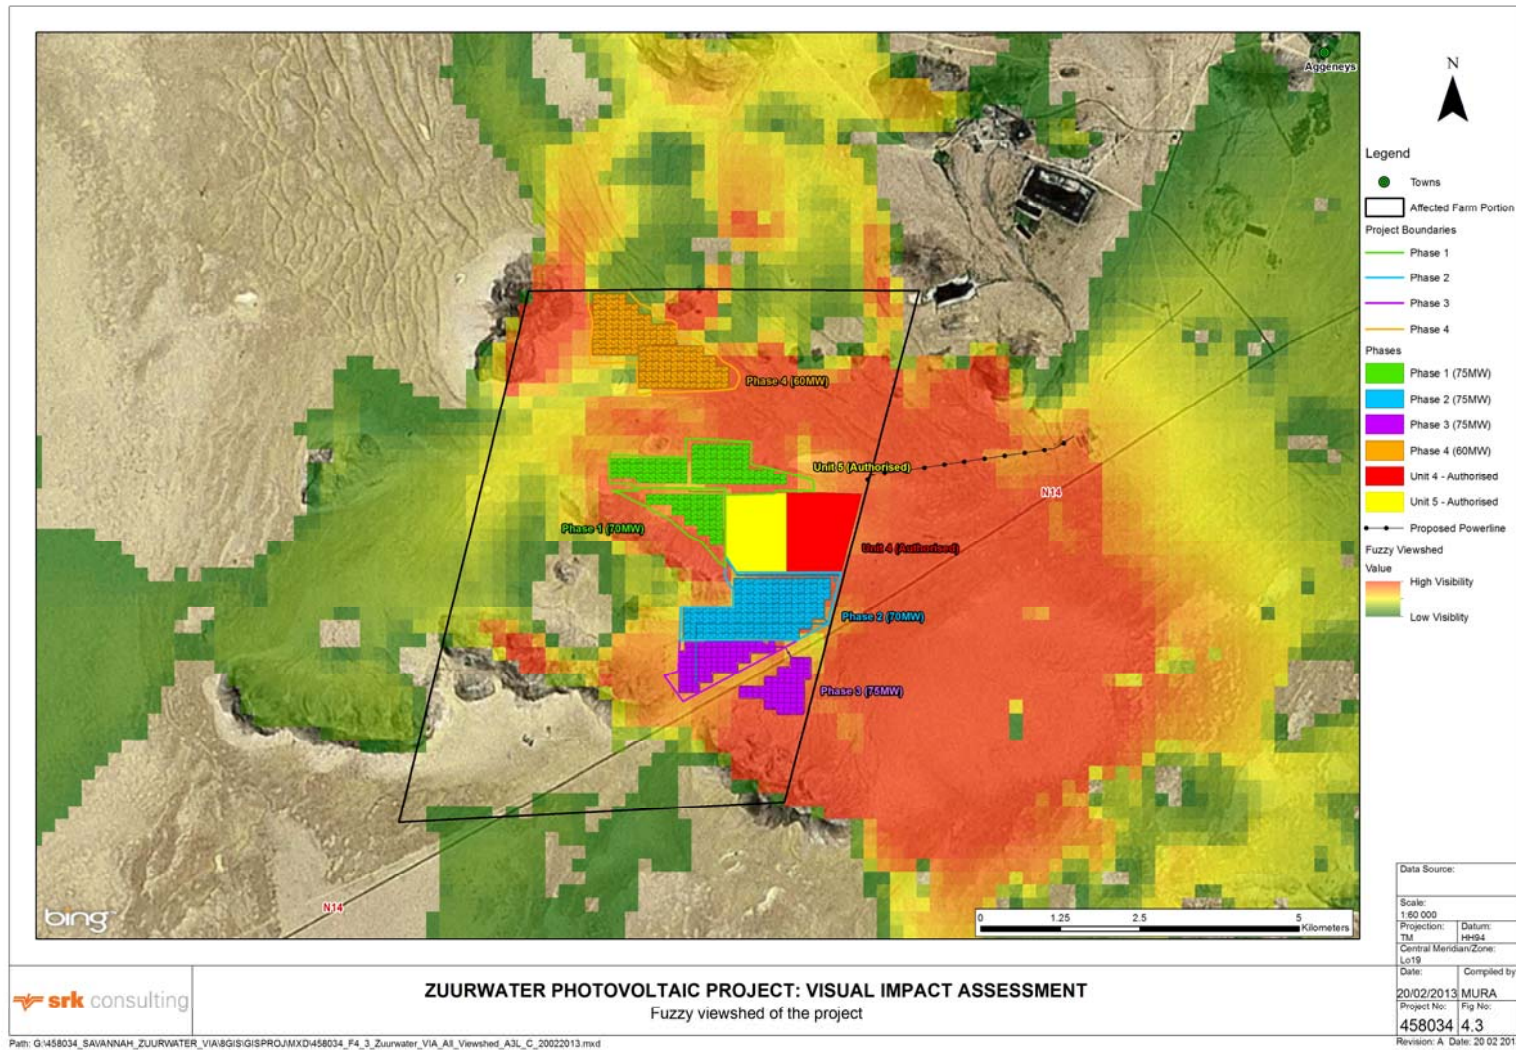 Aggeneys
N
Legend
Towns
Affected Farm Portion
Project Boundaries
Phase 1
Phase 2
Phase 3
Phase 4
Phases
Phase 1 (75MW)
Phase 2 (75MW)
Phase 3 (75MW)
Phase 4 (60MW)
Unit 4 - Authorised
Unit 5 - Authorised
Proposed Powerline
Fuzzy Viewshed
Value
High Visibility
Low Visiblity
Phase 4 (60MW)
Unit 5 (Authorised)
N14
Phase 1 (70MW)
Unit 4 (Authorised)
Phase 2 (70MW)
Phase 3 (75MW)
N14
bing
0 1.25 2.5 5
Kilometers
Data Source:
Scale:
1:60 000
Projection: Datum:
TM HH94
Central Meridian/Zone:
Lo19
Date: Compiled by
20/02/2013 MURA
Project No: Fig No:
458034 4.3
Revision: A Date: 20 02 201
srk consulting
ZUURWATER PHOTOVOLTAIC PROJECT: VISUAL IMPACT ASSESSMENT
Fuzzy viewshed of the project
Path: G:\458034_SAVANNAH_ZUURWATER_VIA\8GIS\GISPROJ\MXD\458034_F4_3_Zuurwater_VIA_All_Viewshed_A3L_C_20022013.mxd